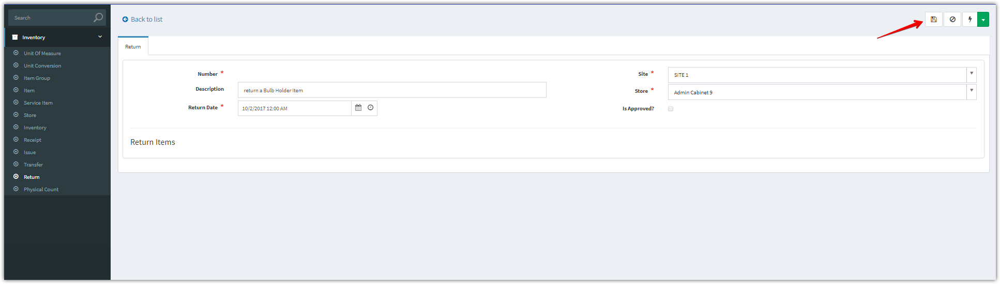 Search
Inventory
Unit Of Measure
Unit Conversion
Item Group
Item
Service Item
Store
Inventory
Receipt
Issue
Transfer
Return
Physical Count
Back to list
Return
Number *
Description return a Bulb Holder Item
Return Date * 10/2/2017 12:00 AM
Site * SITE 1
Store * Admin Cabinet 9
Is Approved?
Return Items